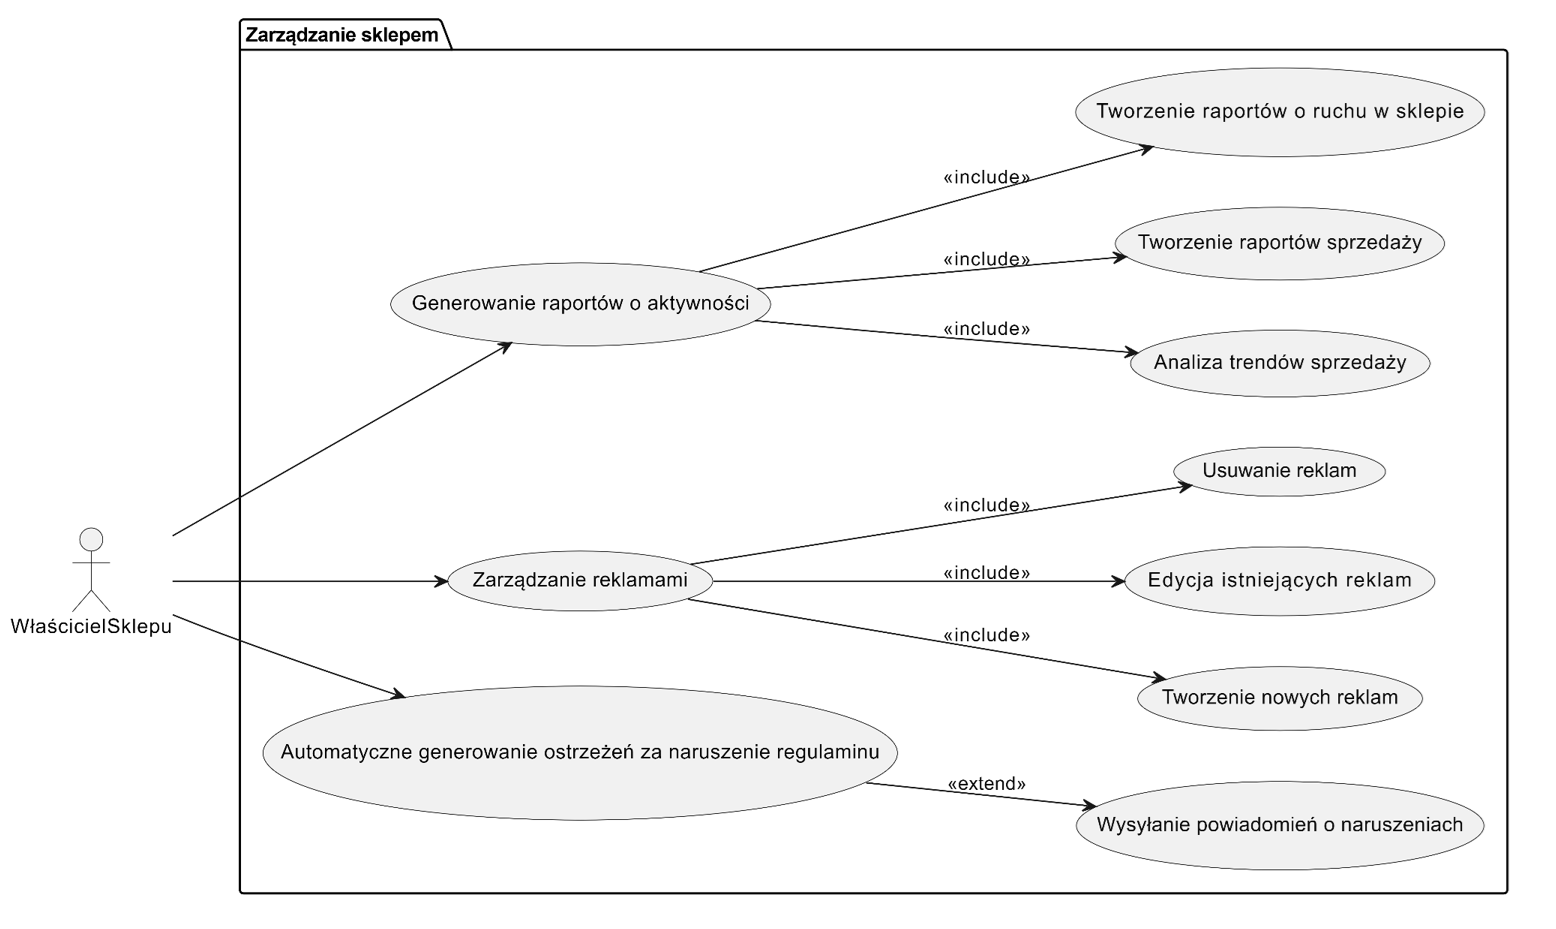 Zarządzanie sklepem
Tworzenie raportów o ruchu w sklepie
«include»
Tworzenie raportów sprzedaży
«include»
Generowanie raportów o aktywności
«include»
Analiza trendów sprzedaży
Usuwanie reklam
«include»
Zarządzanie reklamami
«include»
Edycja istniejących reklam
WłaścicielSklepu
«include»
Tworzenie nowych reklam
Automatyczne generowanie ostrzeżeń za naruszenie regulaminu
«extend»
Wysyłanie powiadomień o naruszeniach